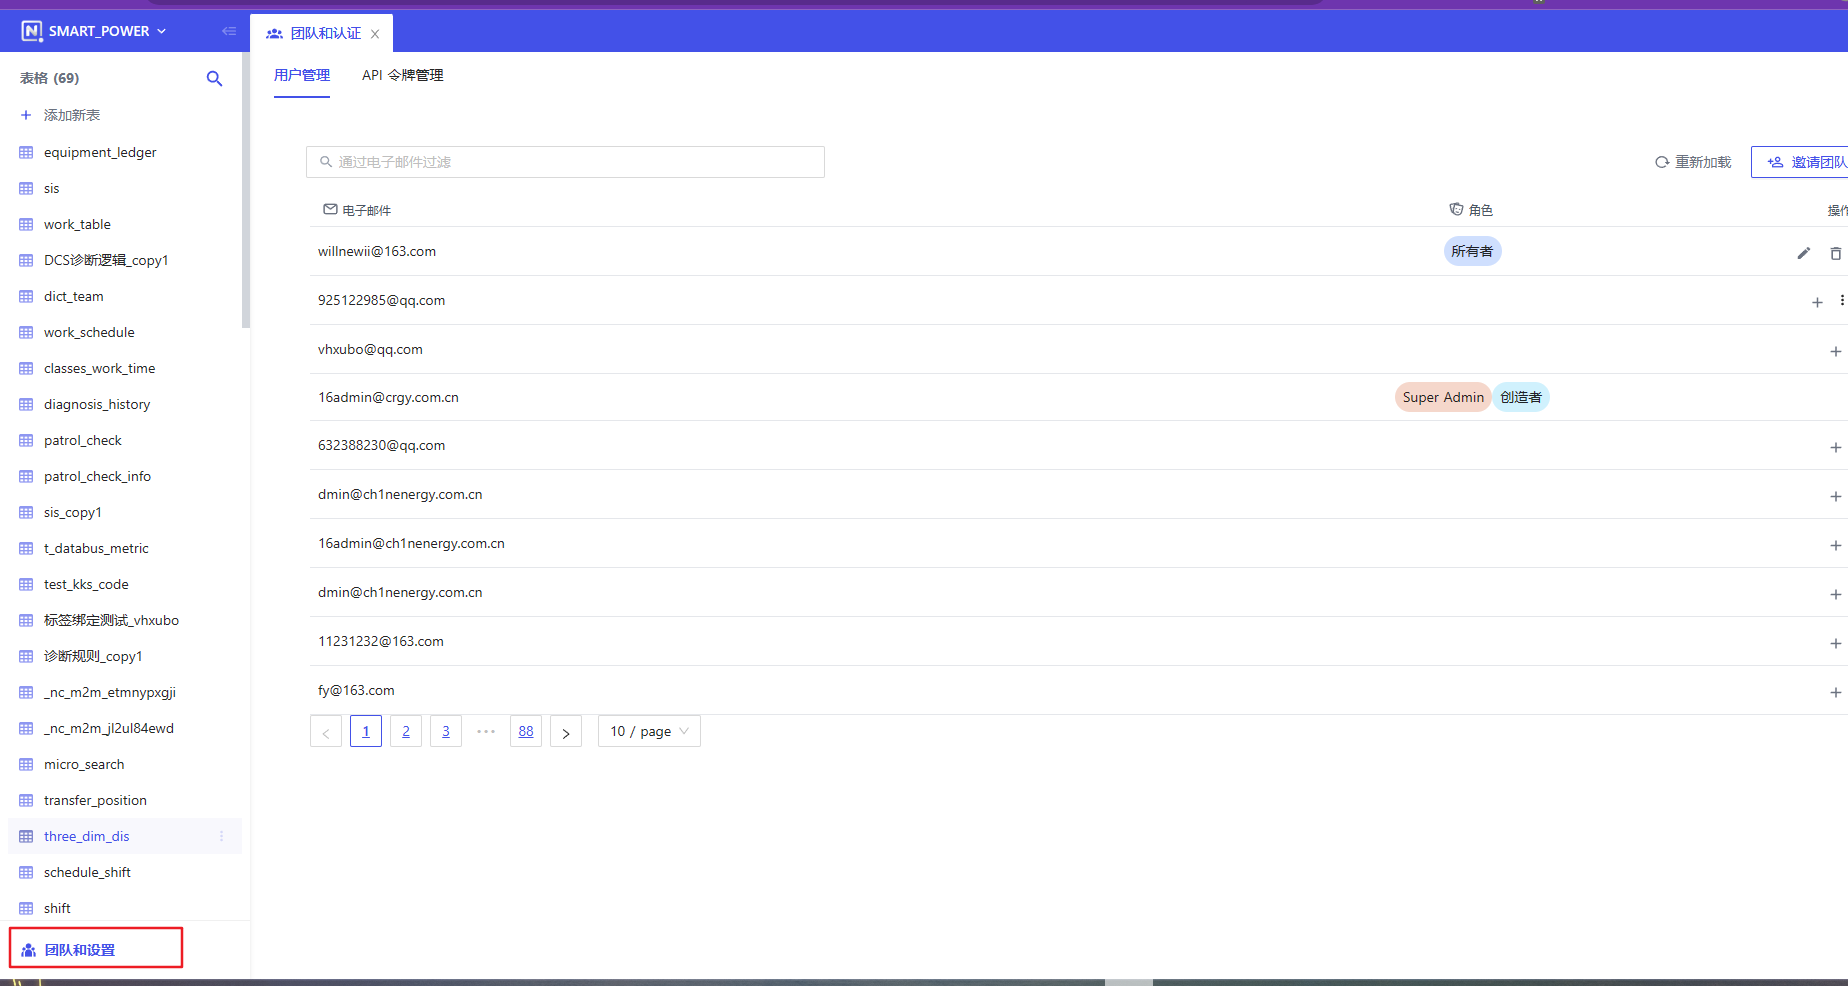 SMART_POWER
团队和认证
表格 (69)
添加新表
equipment_ledger
sis
work_table
DCS诊断逻辑_copy1
dict_team
work_schedule
classes_work_time
diagnosis_history
patrol_check
patrol_check_info
sis_copy1
t_databus_metric
test_kks_code
标签绑定测试_vhxubo
诊断规则_copy1
_nc_m2m_etmnypxgji
_nc_m2m_jl2ul84ewd
micro_search
transfer_position
three_dim_dis
schedule_shift
shift
团队和设置
用户管理 API 令牌管理
通过电子邮件过滤 重新加载 邀请团队
电子邮件 角色 操作
willnewii@163.com 所有者
925122985@qq.com
vhxubo@qq.com
16admin@crgy.com.cn Super Admin 创造者
632388230@qq.com
dmin@ch1nenergy.com.cn
16admin@ch1nenergy.com.cn
dmin@ch1nenergy.com.cn
11231232@163.com
fy@163.com
< 1 2 3 ••• 88 > 10 / page